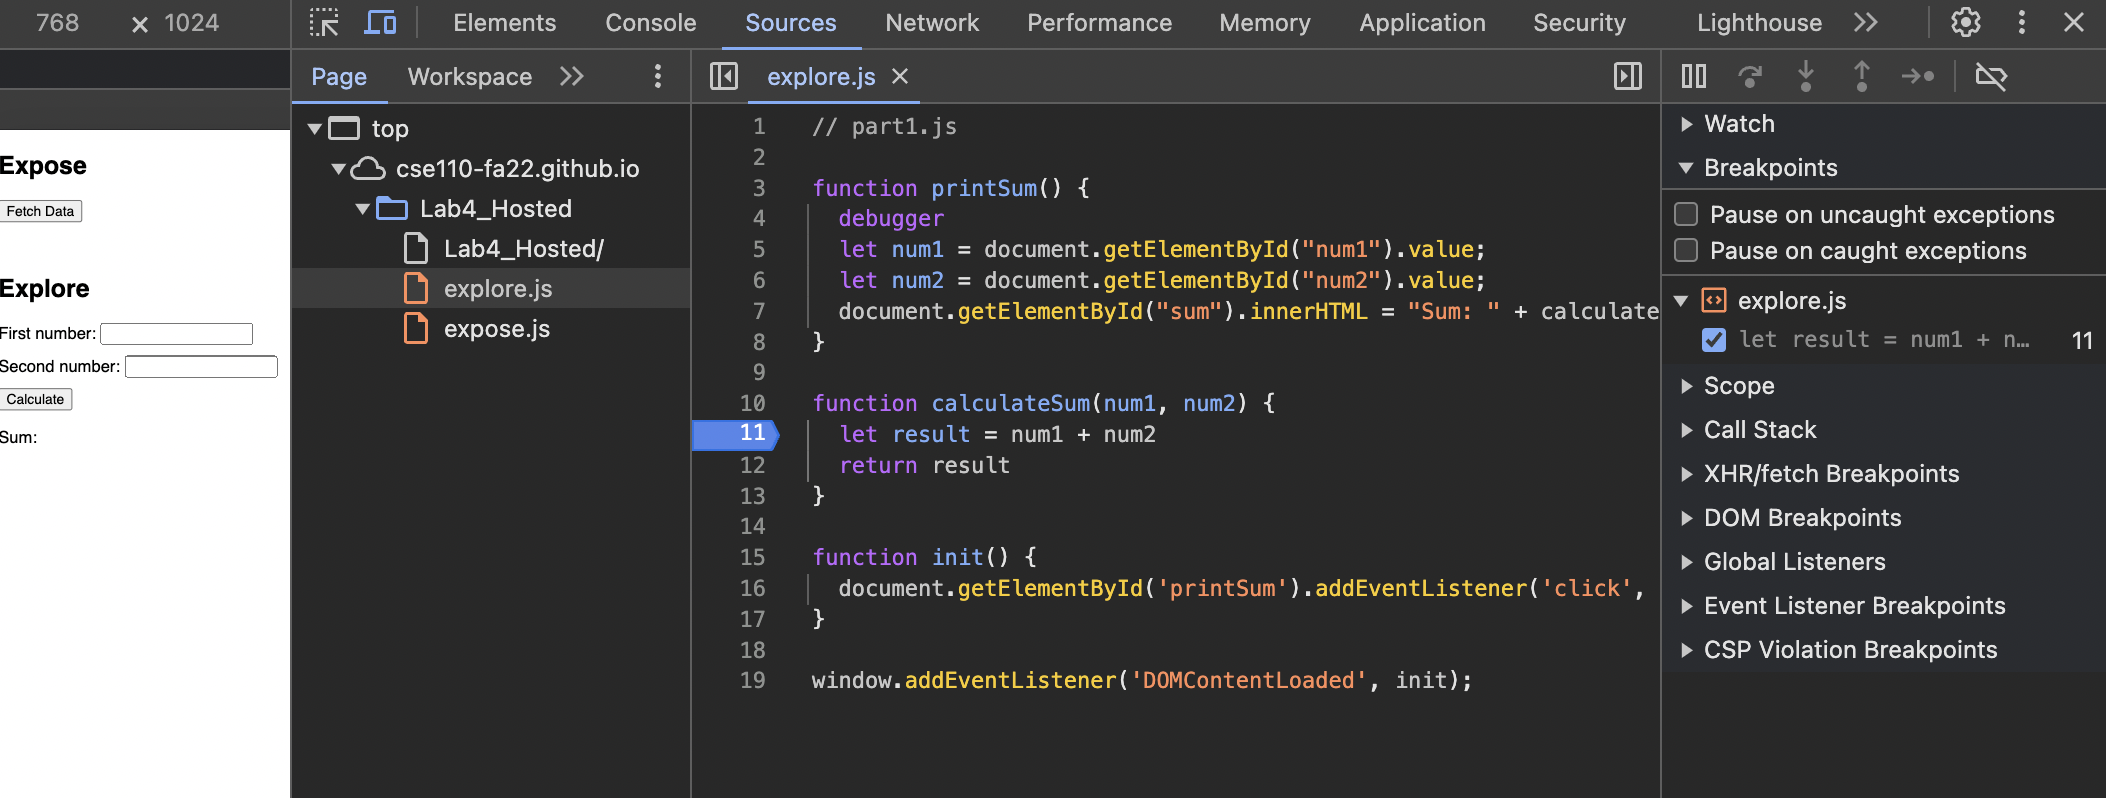 768 × 1024
Elements Console Sources Network Performance Memory Application Security Lighthouse
Page Workspace
explore.js
Expose
Fetch Data
Explore
First number:
Second number:
Calculate
Sum:
top
cse110-fa22.github.io
Lab4_Hosted
Lab4_Hosted/
explore.js
expose.js
1 // part1.js
2
3 function printSum() {
4 debugger
5 let num1 = document.getElementById("num1").value;
6 let num2 = document.getElementById("num2").value;
7 document.getElementById("sum").innerHTML = "Sum: " + calculate
8 }
9
10 function calculateSum(num1, num2) {
11 let result = num1 + num2
12 return result
13 }
14
15 function init() {
16 document.getElementById('printSum').addEventListener('click',
17 }
18
19 window.addEventListener('DOMContentLoaded', init);
Watch
Breakpoints
Pause on uncaught exceptions
Pause on caught exceptions
explore.js
let result = num1 + n… 11
Scope
Call Stack
XHR/fetch Breakpoints
DOM Breakpoints
Global Listeners
Event Listener Breakpoints
CSP Violation Breakpoints